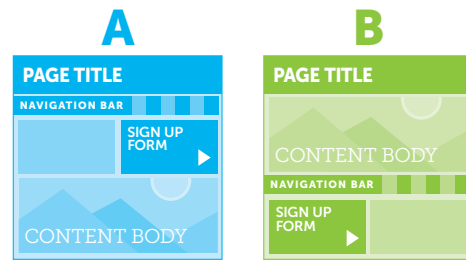 A
PAGE TITLE
NAVIGATION BAR
SIGN UP
FORM
CONTENT BODY
B
PAGE TITLE
CONTENT BODY
NAVIGATION BAR
SIGN UP
FORM